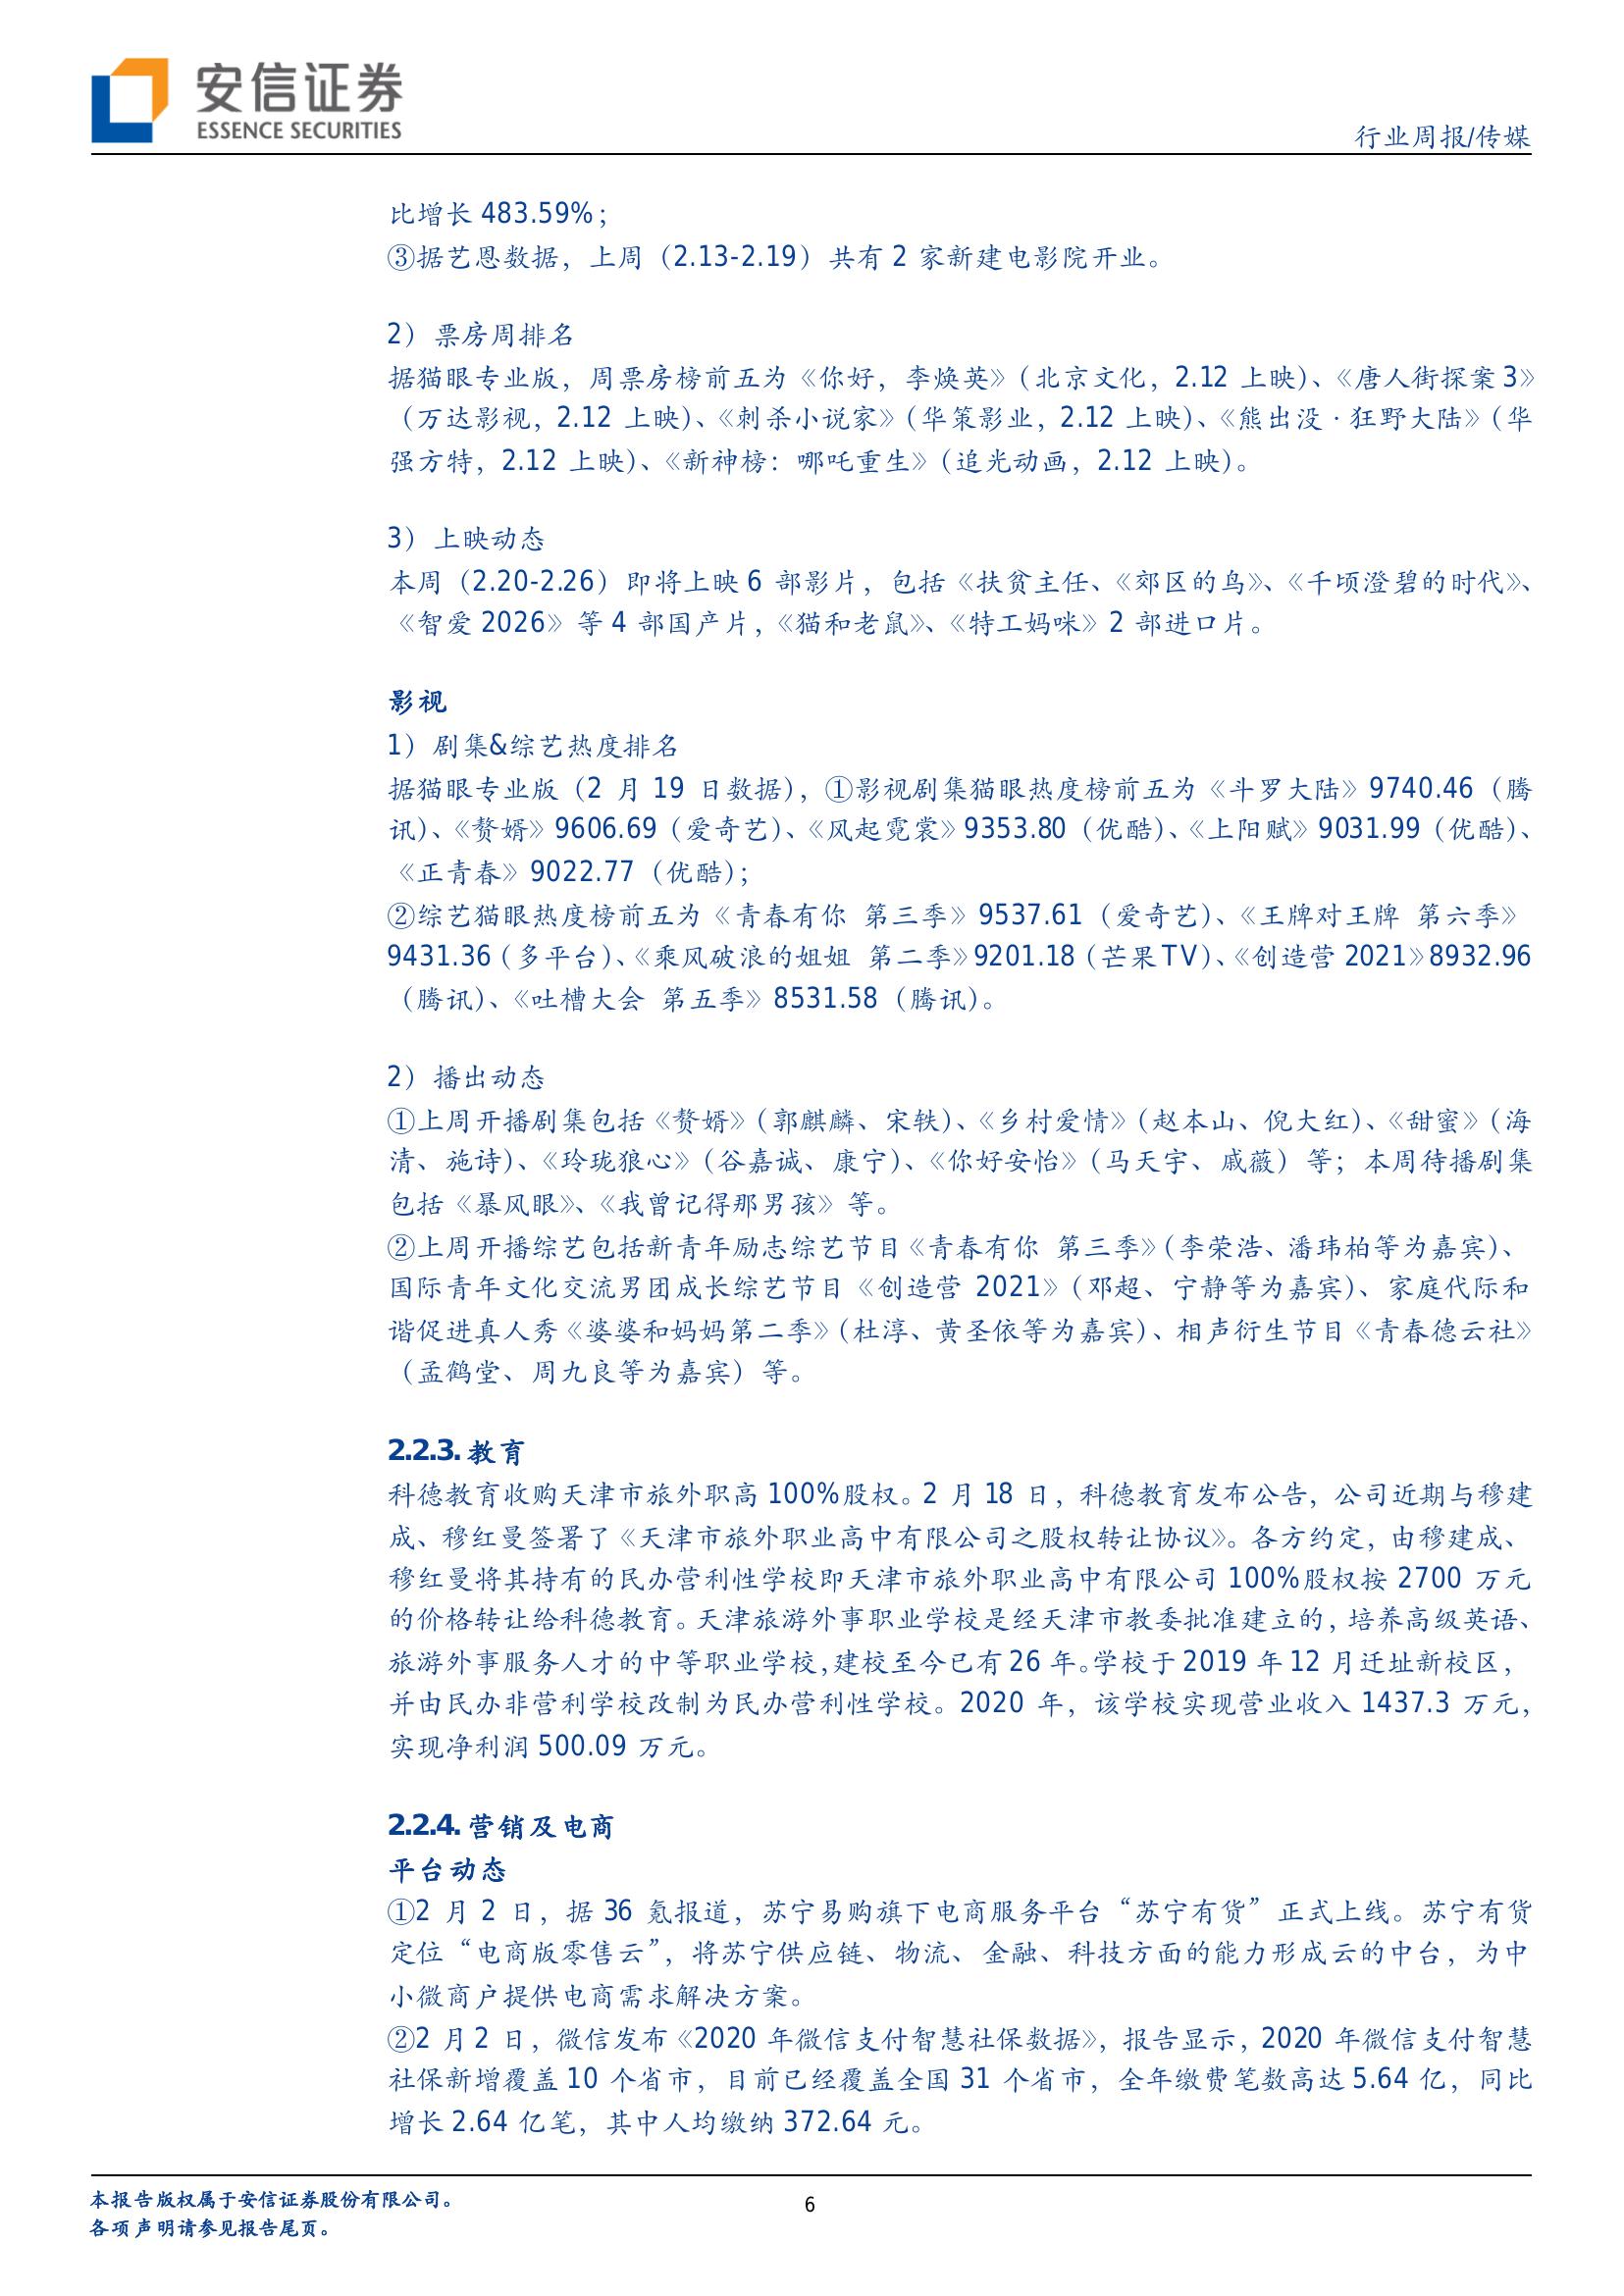 安信证券
ESSENCE SECURITIES
行业周报/传媒
比增长 483.59%；
③据艺恩数据，上周（2.13-2.19）共有 2 家新建电影院开业。
2）票房周排名
据猫眼专业版，周票房榜前五为《你好，李焕英》（北京文化，2.12 上映）、《唐人街探案 3》
（万达影视，2.12 上映）、《刺杀小说家》（华策影业，2.12 上映）、《熊出没·狂野大陆》（华
强方特，2.12 上映）、《新神榜：哪吒重生》（追光动画，2.12 上映）。
3）上映动态
本周（2.20-2.26）即将上映 6 部影片，包括《扶贫主任、《郊区的鸟》、《千顷澄碧的时代》、
《智爱 2026》等 4 部国产片，《猫和老鼠》、《特工妈咪》2 部进口片。
影视
1）剧集&综艺热度排名
据猫眼专业版（2 月 19 日数据），①影视剧集猫眼热度榜前五为《斗罗大陆》9740.46（腾
讯）、《赘婿》9606.69（爱奇艺）、《风起霓裳》9353.80（优酷）、《上阳赋》9031.99（优酷）、
《正青春》9022.77（优酷）；
②综艺猫眼热度榜前五为《青春有你 第三季》9537.61（爱奇艺）、《王牌对王牌 第六季》
9431.36（多平台）、《乘风破浪的姐姐 第二季》9201.18（芒果 TV）、《创造营 2021》8932.96
（腾讯）、《吐槽大会 第五季》8531.58（腾讯）。
2）播出动态
①上周开播剧集包括《赘婿》（郭麒麟、宋轶）、《乡村爱情》（赵本山、倪大红）、《甜蜜》（海
清、施诗）、《玲珑狼心》（谷嘉诚、康宁）、《你好安怡》（马天宇、戚薇）等；本周待播剧集
包括《暴风眼》、《我曾记得那男孩》等。
②上周开播综艺包括新青年励志综艺节目《青春有你 第三季》（李荣浩、潘玮柏等为嘉宾）、
国际青年文化交流男团成长综艺节目《创造营 2021》（邓超、宁静等为嘉宾）、家庭代际和
谐促进真人秀《婆婆和妈妈第二季》（杜淳、黄圣依等为嘉宾）、相声衍生节目《青春德云社》
（孟鹤堂、周九良等为嘉宾）等。
2.2.3. 教育
科德教育收购天津市旅外职高 100%股权。2 月 18 日，科德教育发布公告，公司近期与穆建
成、穆红曼签署了《天津市旅外职业高中有限公司之股权转让协议》。各方约定，由穆建成、
穆红曼将其持有的民办营利性学校即天津市旅外职业高中有限公司 100%股权按 2700 万元
的价格转让给科德教育。天津旅游外事职业学校是经天津市教委批准建立的，培养高级英语、
旅游外事服务人才的中等职业学校，建校至今已有 26 年。学校于 2019 年 12 月迁址新校区，
并由民办非营利学校改制为民办营利性学校。2020 年，该学校实现营业收入 1437.3 万元，
实现净利润 500.09 万元。
2.2.4. 营销及电商
平台动态
①2 月 2 日，据 36 氪报道，苏宁易购旗下电商服务平台“苏宁有货”正式上线。苏宁有货
定位“电商版零售云”，将苏宁供应链、物流、金融、科技方面的能力形成云的中台，为中
小微商户提供电商需求解决方案。
②2 月 2 日，微信发布《2020 年微信支付智慧社保数据》，报告显示，2020 年微信支付智慧
社保新增覆盖 10 个省市，目前已经覆盖全国 31 个省市，全年缴费笔数高达 5.64 亿，同比
增长 2.64 亿笔，其中人均缴纳 372.64 元。
本报告版权属于安信证券股份有限公司。
6
各项声明请参见报告尾页。